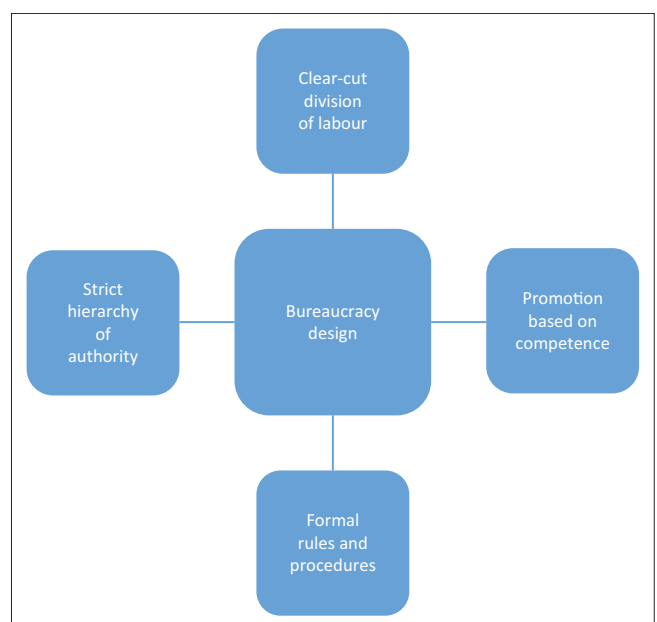 Clear-cut
division
of labour
Strict
hierarchy
of
authority
Bureaucracy
design
Promotion
based on
competence
Formal
rules and
procedures